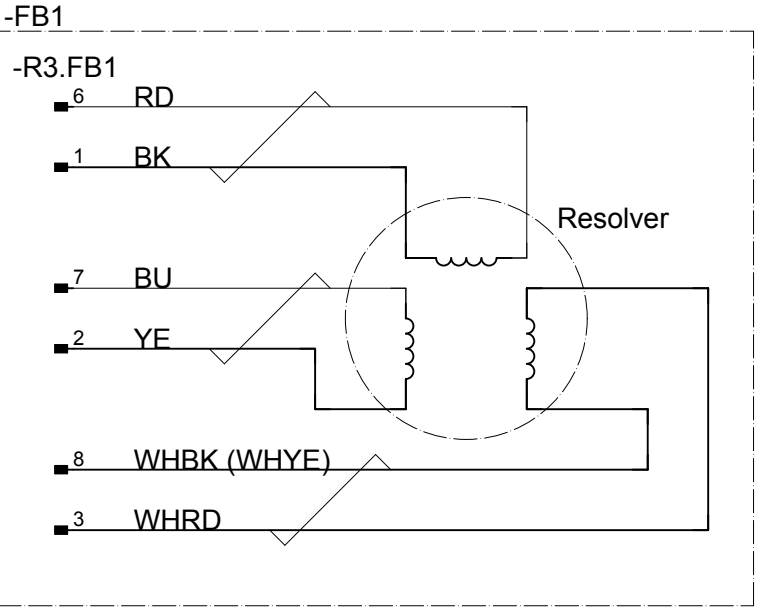 -FB1
-R3.FB1
6 RD
1 BK
Resolver
7 BU
2 YE
8 WHBK (WHYE)
3 WHRD